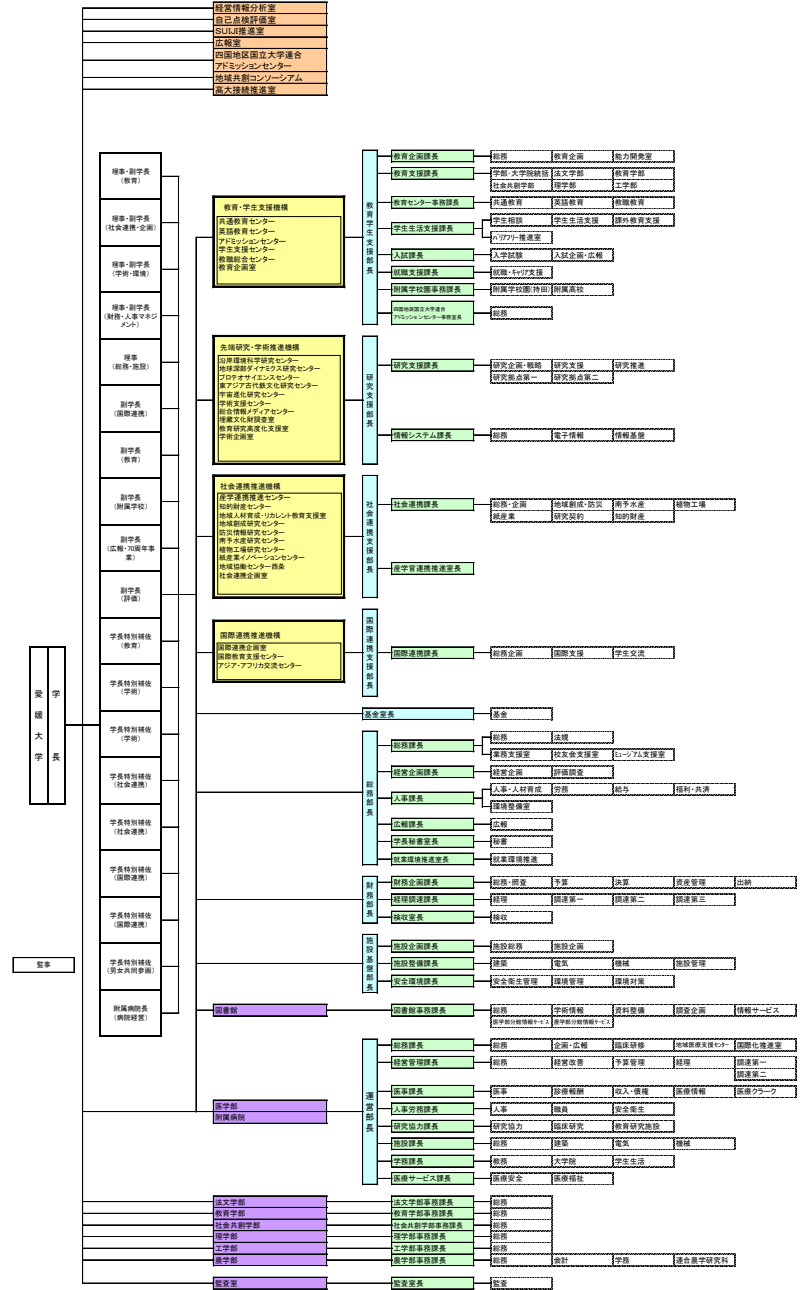 経営情報分析室
自己点検評価室
SUIJI推進室
広報室
四国地区国立大学連合
アドミッションセンター
地域共創コンソーシアム
高大接続推進室
愛媛大学
学長
監事
理事・副学長
(教育)
理事・副学長
(社会連携・企画)
理事・副学長
(学術・環境)
理事・副学長
(財務・人事マネジ
メント)
理事
(総務・施設)
副学長
(国際連携)
副学長
(教育)
副学長
(附属学校)
副学長
(広報・70周年事
業)
副学長
(評価)
学長特別補佐
(教育)
学長特別補佐
(学術)
学長特別補佐
(学術)
学長特別補佐
(社会連携)
学長特別補佐
(社会連携)
学長特別補佐
(国際連携)
学長特別補佐
(国際連携)
学長特別補佐
(男女共同参画)
附属病院長
(病院経営)
教育・学生支援機構
共通教育センター
英語教育センター
アドミッションセンター
学生支援センター
教職総合センター
教育企画室
教育学生支援部長
教育企画課長
総務 教育企画 能力開発室
教育支援課長
学部・大学院統括 法文学部 教育学部
社会共創学部 理学部 工学部
教育センター事務課長
共通教育 英語教育 教職教育
学生生活支援課長
学生相談 学生生活支援 課外教育支援
バリアフリー推進室
入試課長
入学試験 入試企画・広報
就職支援課長
就職・キャリア支援
附属学校園事務課長
附属学校園(持田) 附属高校
四国地区国立大学連合
アドミッションセンター事務室長
総務
先端研究・学術推進機構
沿岸環境科学研究センター
地球深部ダイナミクス研究センター
プロテオサイエンスセンター
東アジア古代鉄文化研究センター
宇宙進化研究センター
学術支援センター
総合情報メディアセンター
埋蔵文化財調査室
教育研究高度化支援室
学術企画室
研究支援部長
研究支援課長
研究企画・戦略 研究支援 研究推進
研究拠点第一 研究拠点第二
情報システム課長
総務 電子情報 情報基盤
社会連携推進機構
産学連携推進センター
知的財産センター
地域人材育成・リカレント教育支援室
地域創成研究センター
防災情報研究センター
南予水産研究センター
植物工場研究センター
紙産業イノベーションセンター
地域協働センター西条
社会連携企画室
社会連携支援部長
社会連携課長
総務・企画 地域創成・防災 南予水産 植物工場
紙産業 研究契約 知的財産
産学官連携推進室長
国際連携推進機構
国際連携企画室
国際教育支援センター
アジア・アフリカ交流センター
国際連携支援部長
国際連携課長
総務企画 国際支援 学生交流
基金室長
基金
総務部長
総務課長
総務 法規
業務支援室 校友会支援室 ミュージアム支援室
経営企画課長
経営企画 評価調査
人事課長
人事・人材育成 労務 給与 福利・共済
環境整備室
広報課長
広報
学長秘書室長
秘書
就業環境推進室長
就業環境推進
財務部長
財務企画課長
総務・照査 予算 決算 資産管理 出納
経理調達課長
経理 調達第一 調達第二 調達第三
検収室長
検収
施設基盤部長
施設企画課長
施設総務 施設企画
施設整備課長
建築 電気 機械 施設管理
安全環境課長
安全衛生管理 環境管理 環境対策
図書館
図書館事務課長
総務 学術情報 資料整備 調査企画 情報サービス
医学部分館情報サービス 農学部分館情報サービス
医学部
附属病院
運営部長
総務課長
総務 企画・広報 臨床研修 地域医療支援センター 国際化推進室
経営管理課長
総務 経営改善 予算管理 経理 調達第一
調達第二
医事課長
医事 診療報酬 収入・債権 医療情報 医療クラーク
人事労務課長
人事 職員 安全衛生
研究協力課長
研究協力 臨床研究 教育研究施設
施設課長
総務 建築 電気 機械
学務課長
教務 大学院 学生生活
医療サービス課長
医療安全 医療福祉
法文学部
法文学部事務課長
総務
教育学部
教育学部事務課長
総務
社会共創学部
社会共創学部事務課長
総務
理学部
理学部事務課長
総務
工学部
工学部事務課長
総務
農学部
農学部事務課長
総務 会計 学務 連合農学研究科
監査室
監査室長
監査